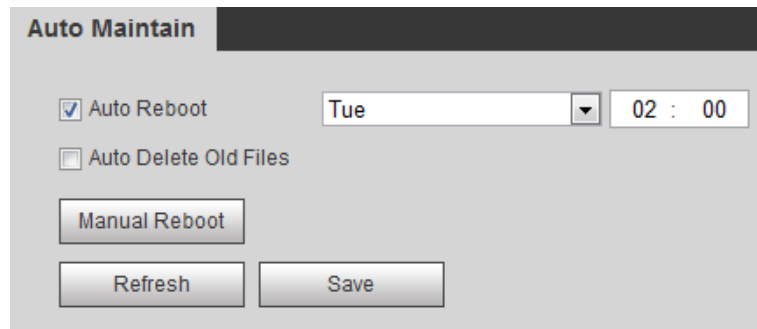 Auto Maintain
Auto Reboot Tue 02 : 00
Auto Delete Old Files
Manual Reboot
Refresh Save